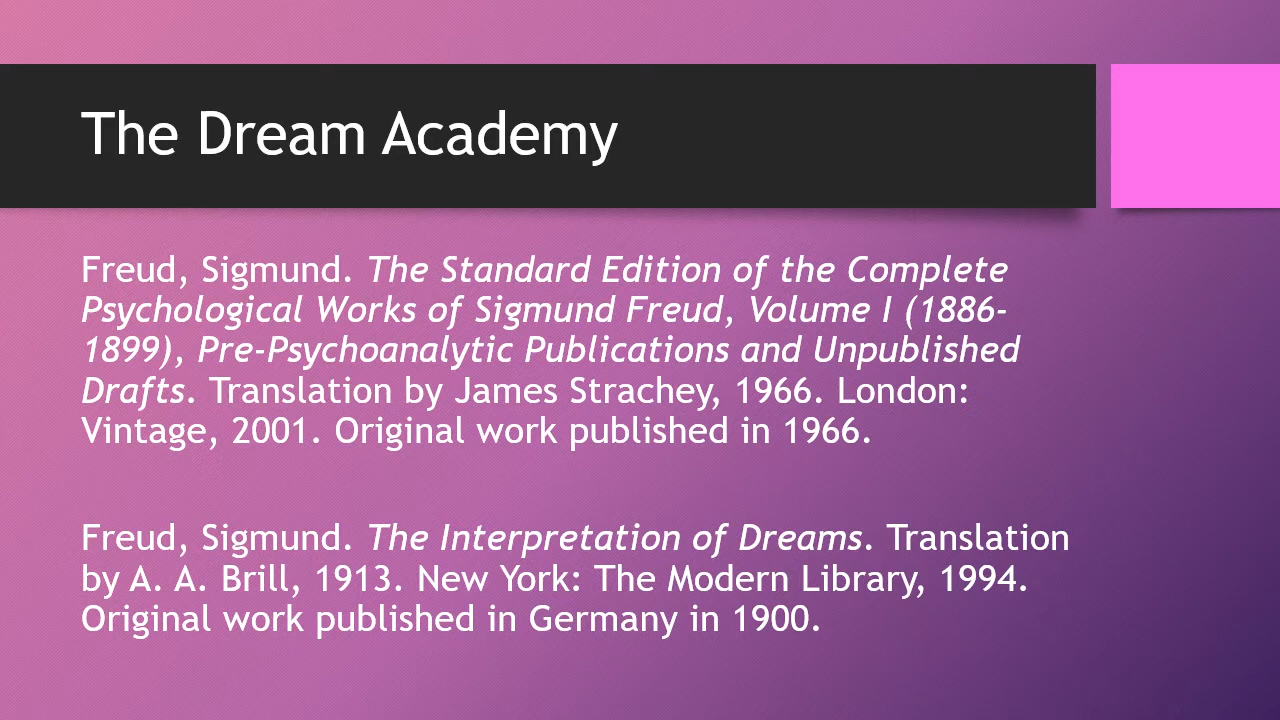 The Dream Academy
Freud, Sigmund. The Standard Edition of the Complete
Psychological Works of Sigmund Freud, Volume I (1886-
1899), Pre-Psychoanalytic Publications and Unpublished
Drafts. Translation by James Strachey, 1966. London:
Vintage, 2001. Original work published in 1966.
Freud, Sigmund. The Interpretation of Dreams. Translation
by A. A. Brill, 1913. New York: The Modern Library, 1994.
Original work published in Germany in 1900.